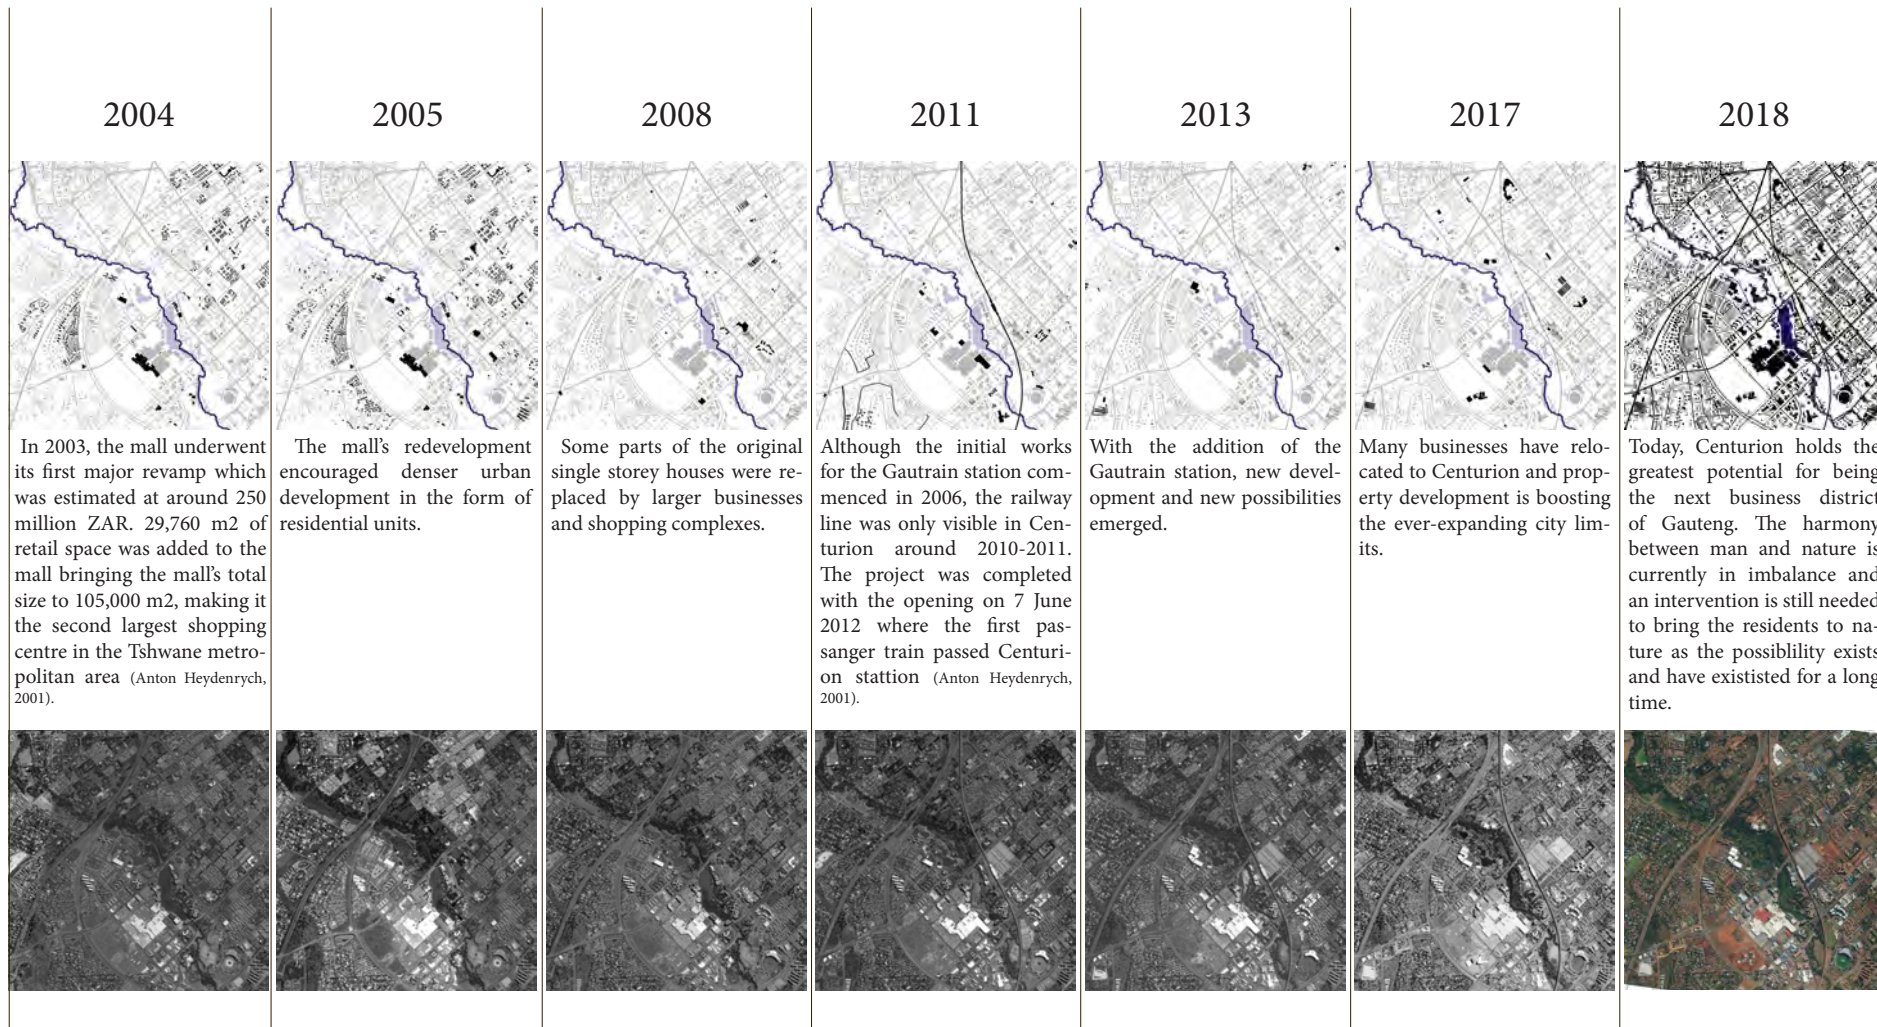 2004
In 2003, the mall underwent
its first major revamp which
was estimated at around 250
million ZAR. 29,760 m2 of
retail space was added to the
mall bringing the mall's total
size to 105,000 m2, making it
the second largest shopping
centre in the Tshwane metro-
politan area (Anton Heydenrych,
2001).
2005
The mall's redevelopment
encouraged denser urban
development in the form of
residential units.
2008
Some parts of the original
single storey houses were re-
placed by larger businesses
and shopping complexes.
2011
Although the initial works
for the Gautrain station com-
menced in 2006, the railway
line was only visible in Cen-
turion around 2010-2011.
The project was completed
with the opening on 7 June
2012 where the first pas-
sanger train passed Centuri-
on stattion (Anton Heydenrych,
2001).
2013
With the addition of the
Gautrain station, new devel-
opment and new possibilities
emerged.
2017
Many businesses have relo-
cated to Centurion and prop-
erty development is boosting
the ever-expanding city lim-
its.
2018
Today, Centurion holds the
greatest potential for being
the next business district
of Gauteng. The harmony
between man and nature is
currently in imbalance and
an intervention is still needed
to bring the residents to na-
ture as the possiblility exists
and have exististed for a long
time.